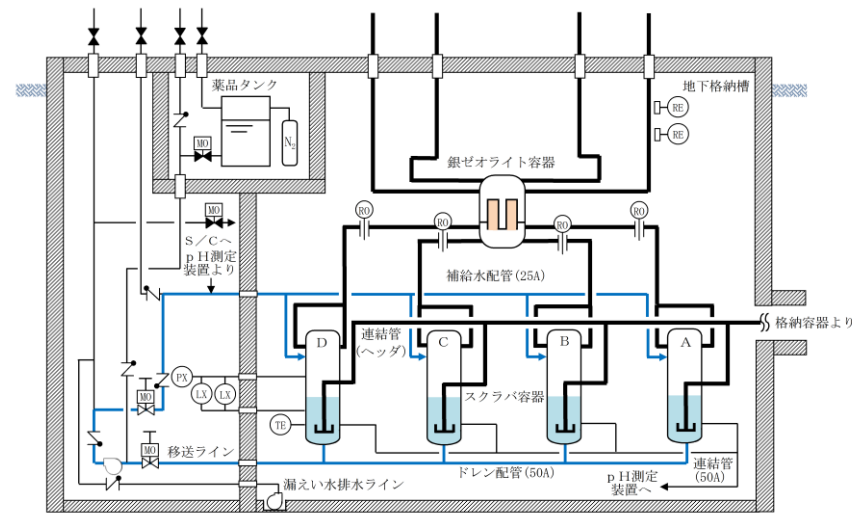 薬品タンク
N₂
MO
地下格納槽
RE
RE
銀ゼオライト容器
MO
S/Cへ
pH測定
装置より
RO
RO
RO
RO
補給水配管(25A)
格納容器より
連結管
(ヘッダ)
D
C
B
A
スクラバ容器
PX
LX
LX
MO
TE
移送ライン
MO
ドレン配管(50A)
連結管
(50A)
pH測定
装置へ
漏えい水排水ライン